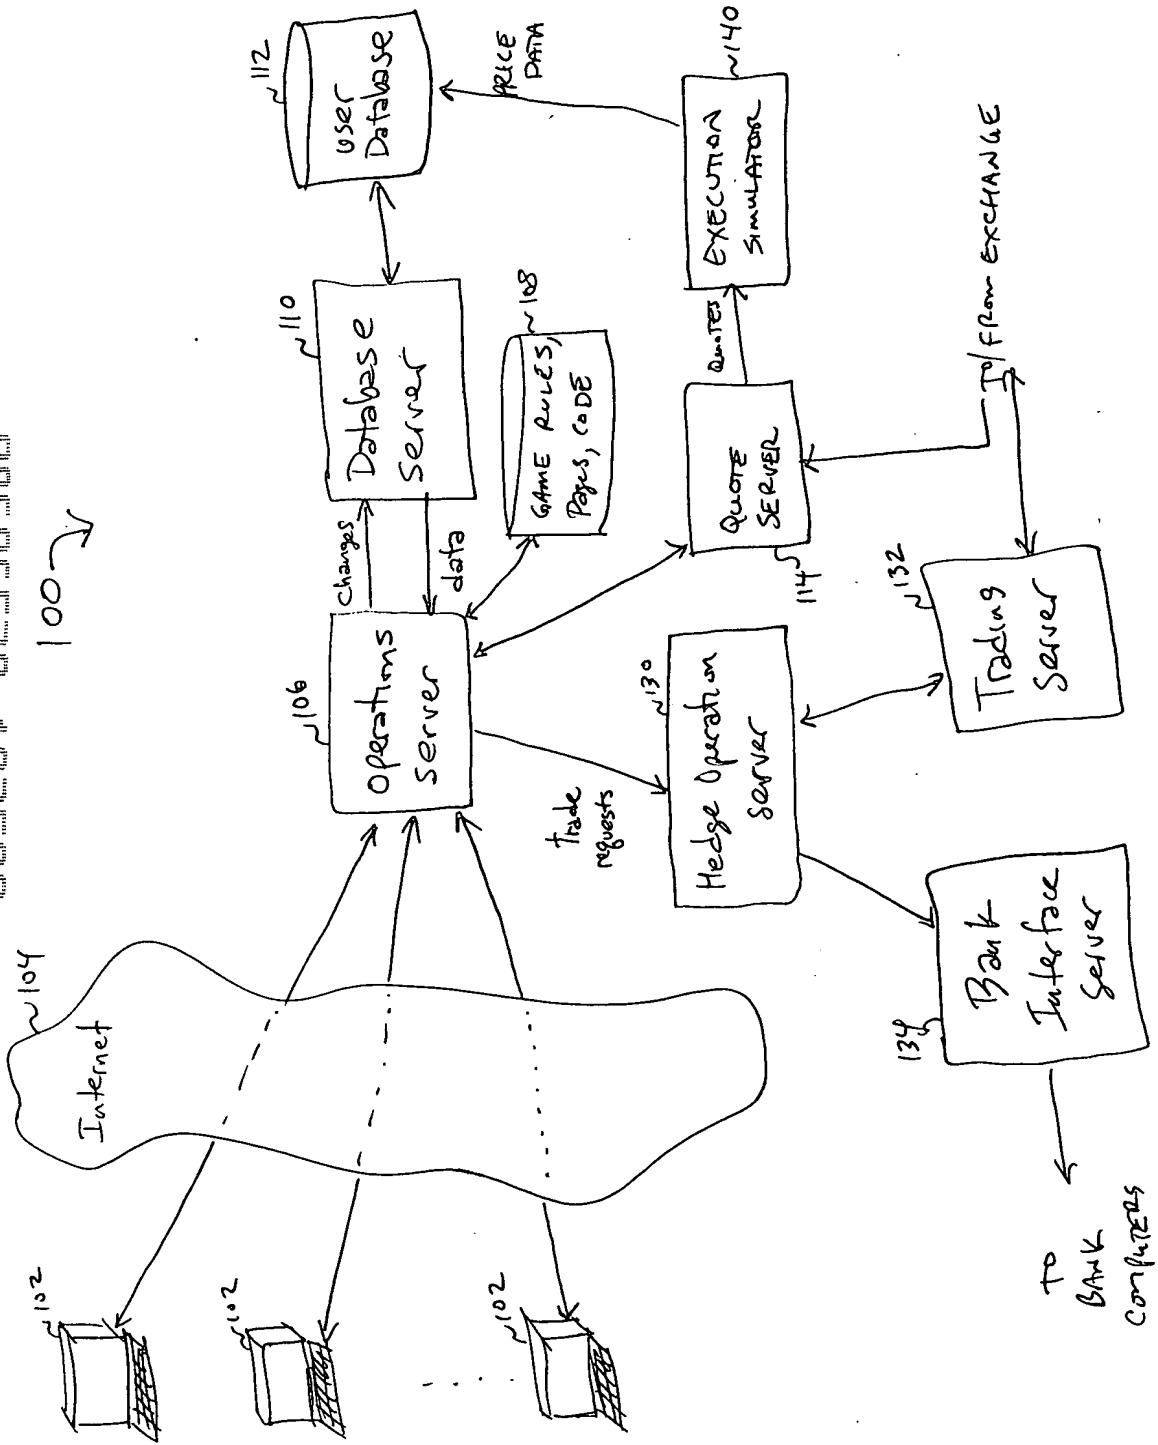 100
102
102
102
Internet
~104
106
Operations
Server
changes
data
110
Database
Server
112
User
Database
GAME RULES,
Pages, CODE
~108
PRICE
DATA
EXECUTION
SIMULATOR
~140
QUOTES
QUOTE
SERVER
114
TO/FROM EXCHANGE
trade
requests
~130
Hedge Operation
Server
132
Trading
Server
134
Bank
Interface
Server
TO
BANK
COMPUTERS